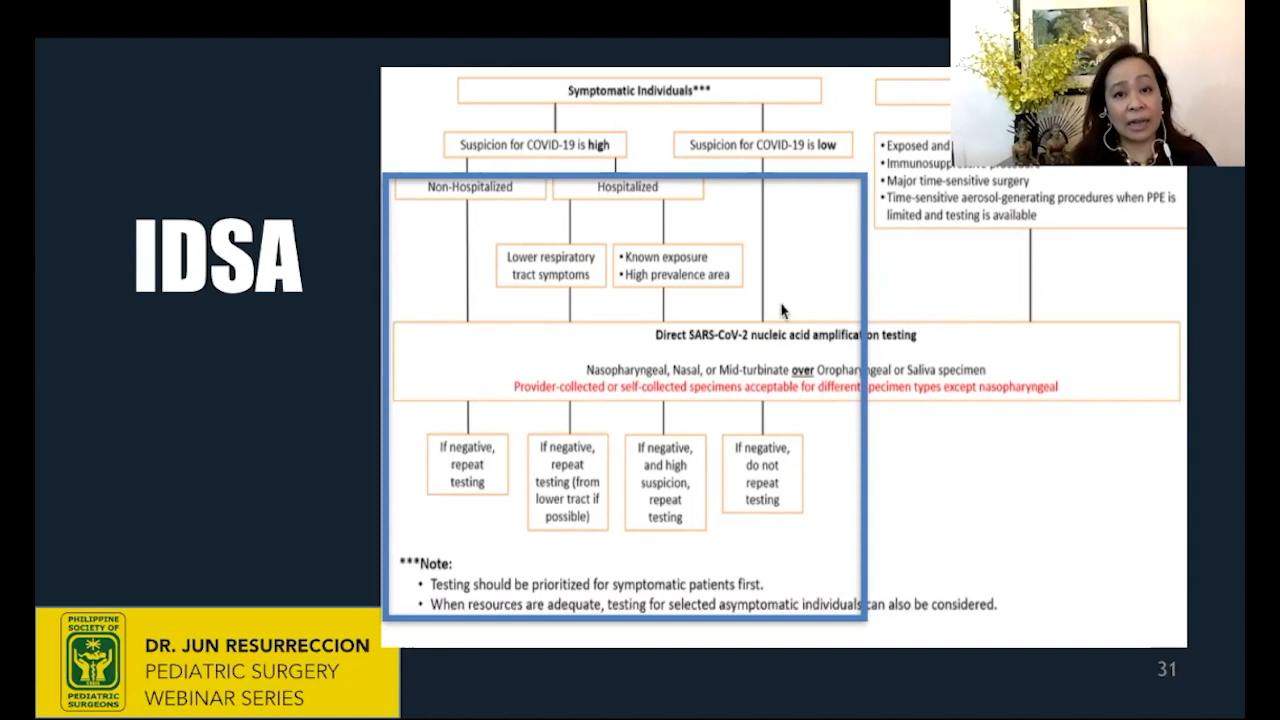 IDSA
Symptomatic Individuals***
Suspicion for COVID-19 is high
Suspicion for COVID-19 is low
Non-Hospitalized
Hospitalized
Lower respiratory
tract symptoms
• Known exposure
• High prevalence area
• Exposed and
• Immunosuppressive procedure
• Major time-sensitive surgery
• Time-sensitive aerosol-generating procedures when PPE is
limited and testing is available
Direct SARS-CoV-2 nucleic acid amplification testing
Nasopharyngeal, Nasal, or Mid-turbinate over Oropharyngeal or Saliva specimen
Provider-collected or self-collected specimens acceptable for different specimen types except nasopharyngeal
If negative,
repeat
testing
If negative,
repeat
testing (from
lower tract if
possible)
If negative,
and high
suspicion,
repeat
testing
If negative,
do not
repeat
testing
***Note:
• Testing should be prioritized for symptomatic patients first.
• When resources are adequate, testing for selected asymptomatic individuals can also be considered.
PHILIPPINE
SOCIETY OF
PEDIATRIC
SURGEONS
DR. JUN RESURRECCION
PEDIATRIC SURGERY
WEBINAR SERIES
31